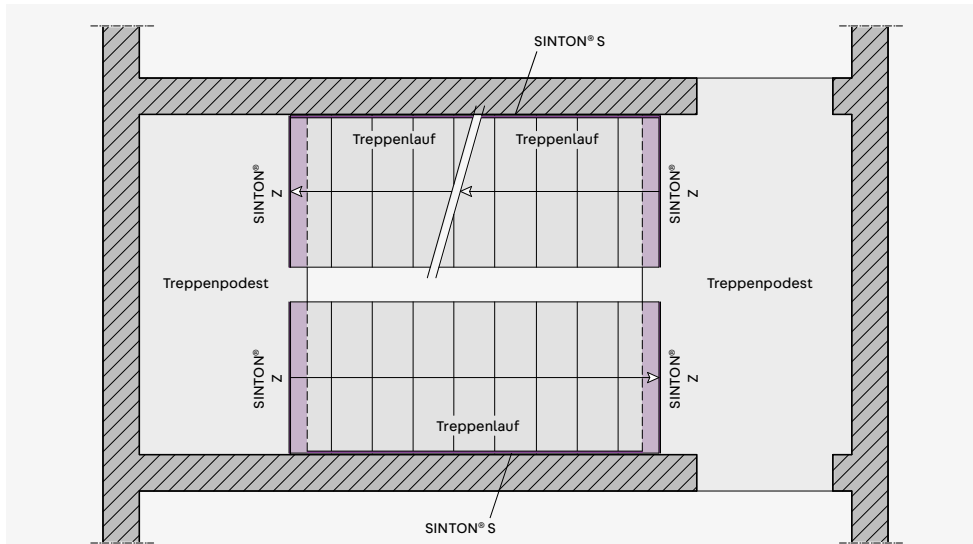 SINTON® S
Treppenlauf
Treppenlauf
SINTON®
Z
SINTON®
Z
Treppenpodest
Treppenpodest
SINTON®
Z
SINTON®
Z
Treppenlauf
SINTON® S